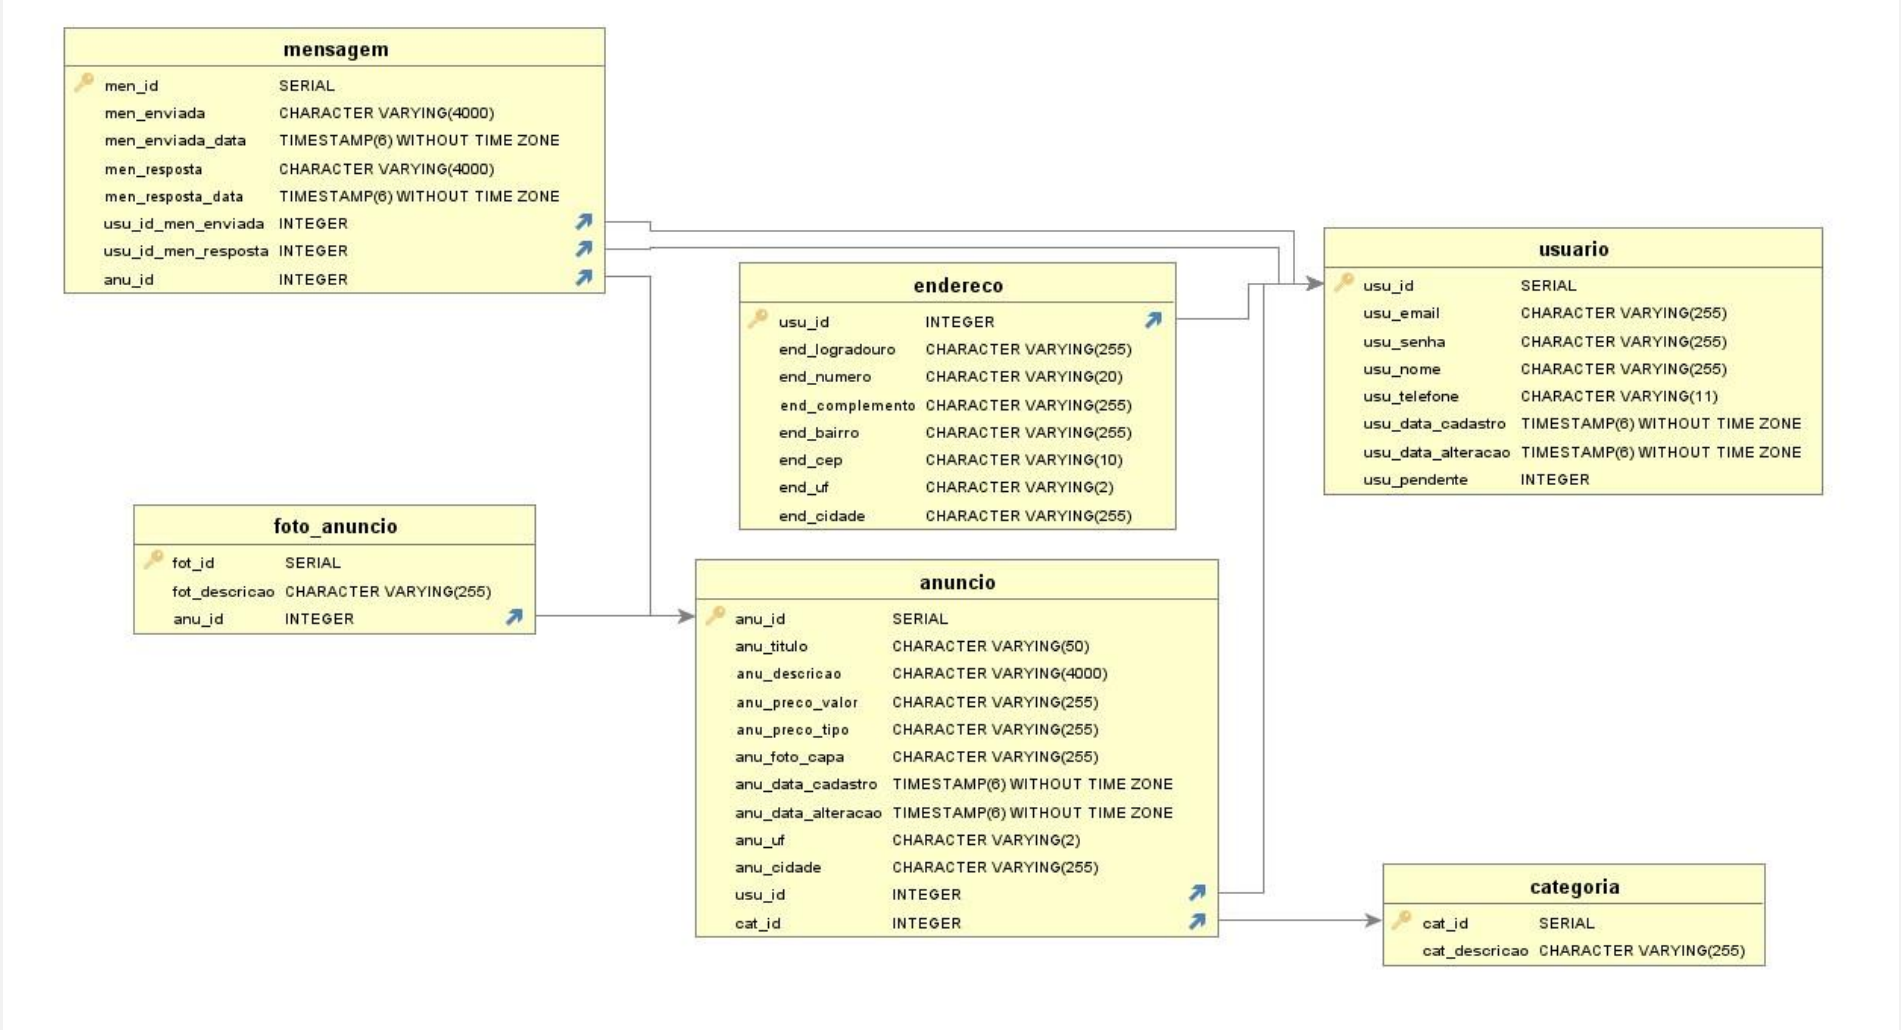 mensagem
men_id SERIAL
men_enviada CHARACTER VARYING(4000)
men_enviada_data TIMESTAMP(6) WITHOUT TIME ZONE
men_resposta CHARACTER VARYING(4000)
men_resposta_data TIMESTAMP(6) WITHOUT TIME ZONE
usu_id_men_enviada INTEGER
usu_id_men_resposta INTEGER
anu_id INTEGER
endereco
usu_id INTEGER
end_logradouro CHARACTER VARYING(255)
end_numero CHARACTER VARYING(20)
end_complemento CHARACTER VARYING(255)
end_bairro CHARACTER VARYING(255)
end_cep CHARACTER VARYING(10)
end_uf CHARACTER VARYING(2)
end_cidade CHARACTER VARYING(255)
usuario
usu_id SERIAL
usu_email CHARACTER VARYING(255)
usu_senha CHARACTER VARYING(255)
usu_nome CHARACTER VARYING(255)
usu_telefone CHARACTER VARYING(11)
usu_data_cadastro TIMESTAMP(6) WITHOUT TIME ZONE
usu_data_alteracao TIMESTAMP(6) WITHOUT TIME ZONE
usu_pendente INTEGER
foto_anuncio
fot_id SERIAL
fot_descricao CHARACTER VARYING(255)
anu_id INTEGER
anuncio
anu_id SERIAL
anu_titulo CHARACTER VARYING(50)
anu_descricao CHARACTER VARYING(4000)
anu_preco_valor CHARACTER VARYING(255)
anu_preco_tipo CHARACTER VARYING(255)
anu_foto_capa CHARACTER VARYING(255)
anu_data_cadastro TIMESTAMP(6) WITHOUT TIME ZONE
anu_data_alteracao TIMESTAMP(6) WITHOUT TIME ZONE
anu_uf CHARACTER VARYING(2)
anu_cidade CHARACTER VARYING(255)
usu_id INTEGER
cat_id INTEGER
categoria
cat_id SERIAL
cat_descricao CHARACTER VARYING(255)